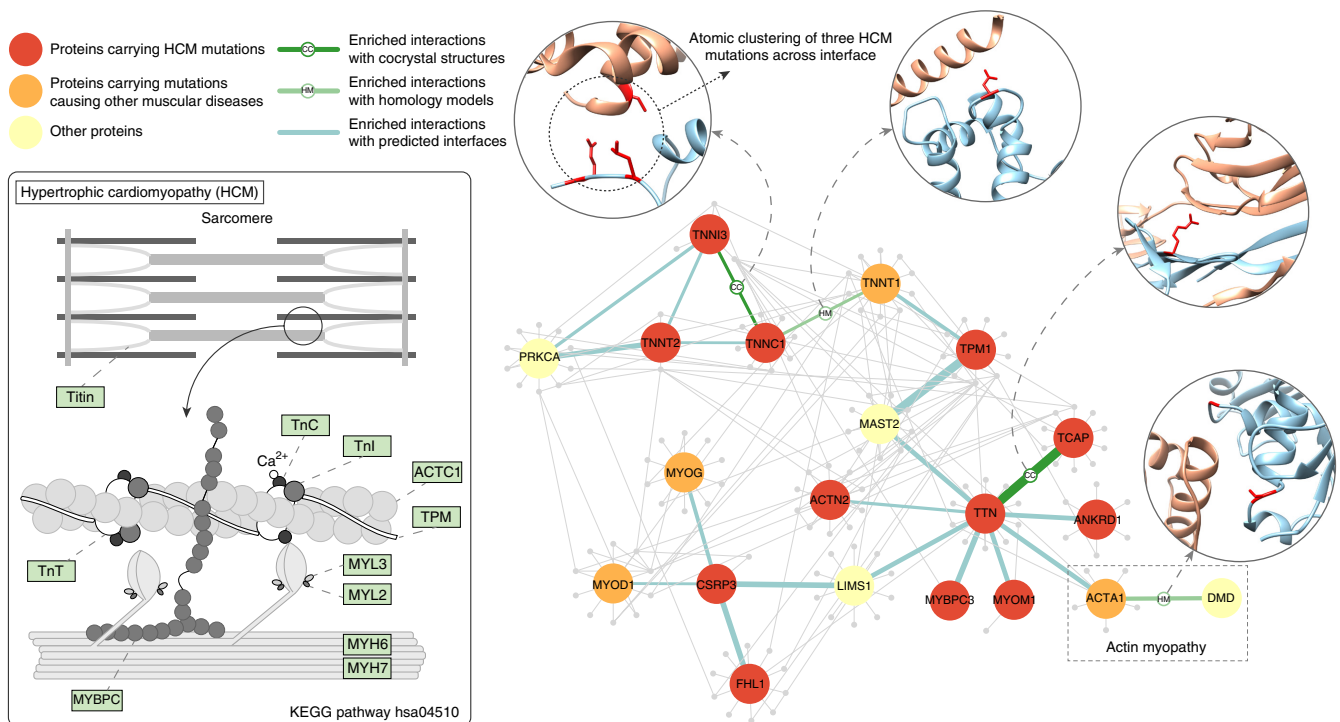 Proteins carrying HCM mutations
Proteins carrying mutations
causing other muscular diseases
Other proteins
CC
Enriched interactions
with cocrystal structures
HM
Enriched interactions
with homology models
Enriched interactions
with predicted interfaces
Atomic clustering of three HCM
mutations across interface
Hypertrophic cardiomyopathy (HCM)
Sarcomere
Titin
TnC
TnI
Ca2+
ACTC1
TPM
TnT
MYL3
MYL2
MYH6
MYH7
MYBPC
KEGG pathway hsa04510
TNNI3
CC
TNNT1
HM
PRKCA
TNNT2
TNNC1
TPM1
MAST2
TCAP
MYOG
CC
ACTN2
TTN
ANKRD1
MYOD1
CSRP3
LIMS1
MYBPC3
MYOM1
ACTA1
HM
DMD
Actin myopathy
FHL1